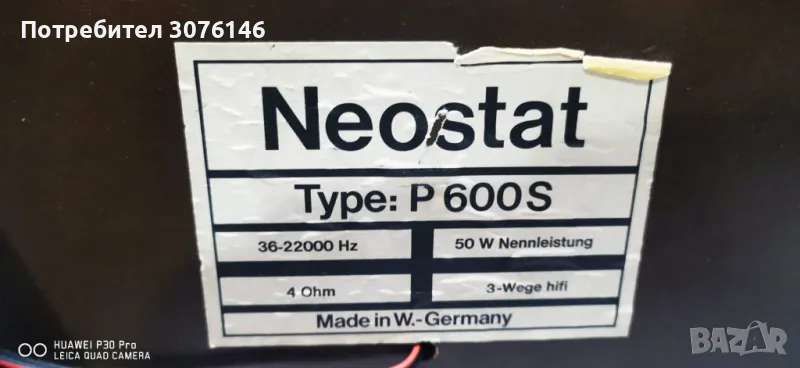 Потребител 3076146
Neostat
Type: P 600 S
36-22000 Hz
50 W Nennleistung
4 Ohm
3-Wege hifi
Made in W.-Germany
HUAWEI P30 Pro
LEICA QUAD CAMERA
BAZAR